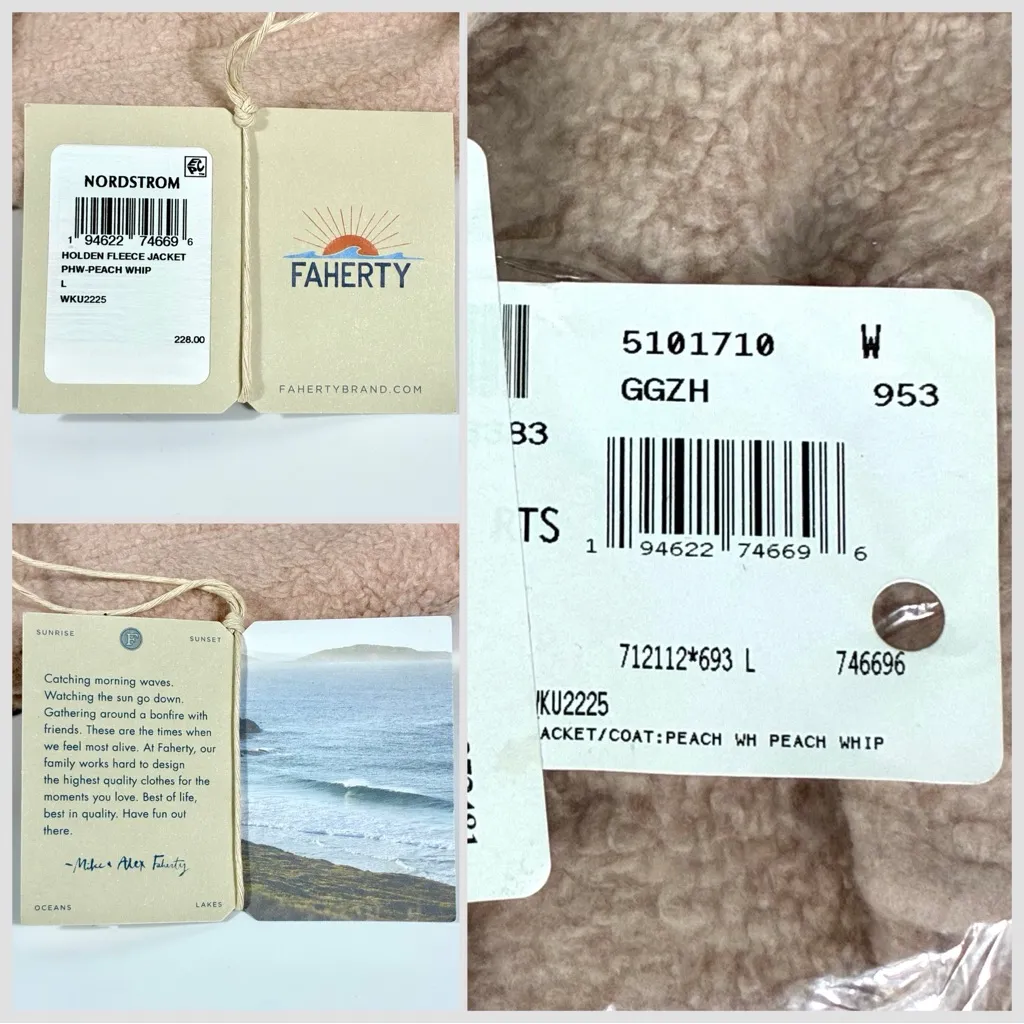 NORDSTROM
1 94622 74669 6
HOLDEN FLEECE JACKET
PHW-PEACH WHIP
L
WKU2225
228.00
FAHERTY
FAHERTYBRAND.COM
SUNRISE
F
SUNSET
Catching morning waves.
Watching the sun go down.
Gathering around a bonfire with
friends. These are the times when
we feel most alive. At Faherty, our
family works hard to design
the highest quality clothes for the
moments you love. Best of life,
best in quality. Have fun out
there.
-Mike & Alex Faherty
OCEANS
LAKES
5101710 W
GGZH 953
83
RTS
1 94622 74669 6
712112*693 L 746696
KU2225
ACKET/COAT:PEACH WH PEACH WHIP